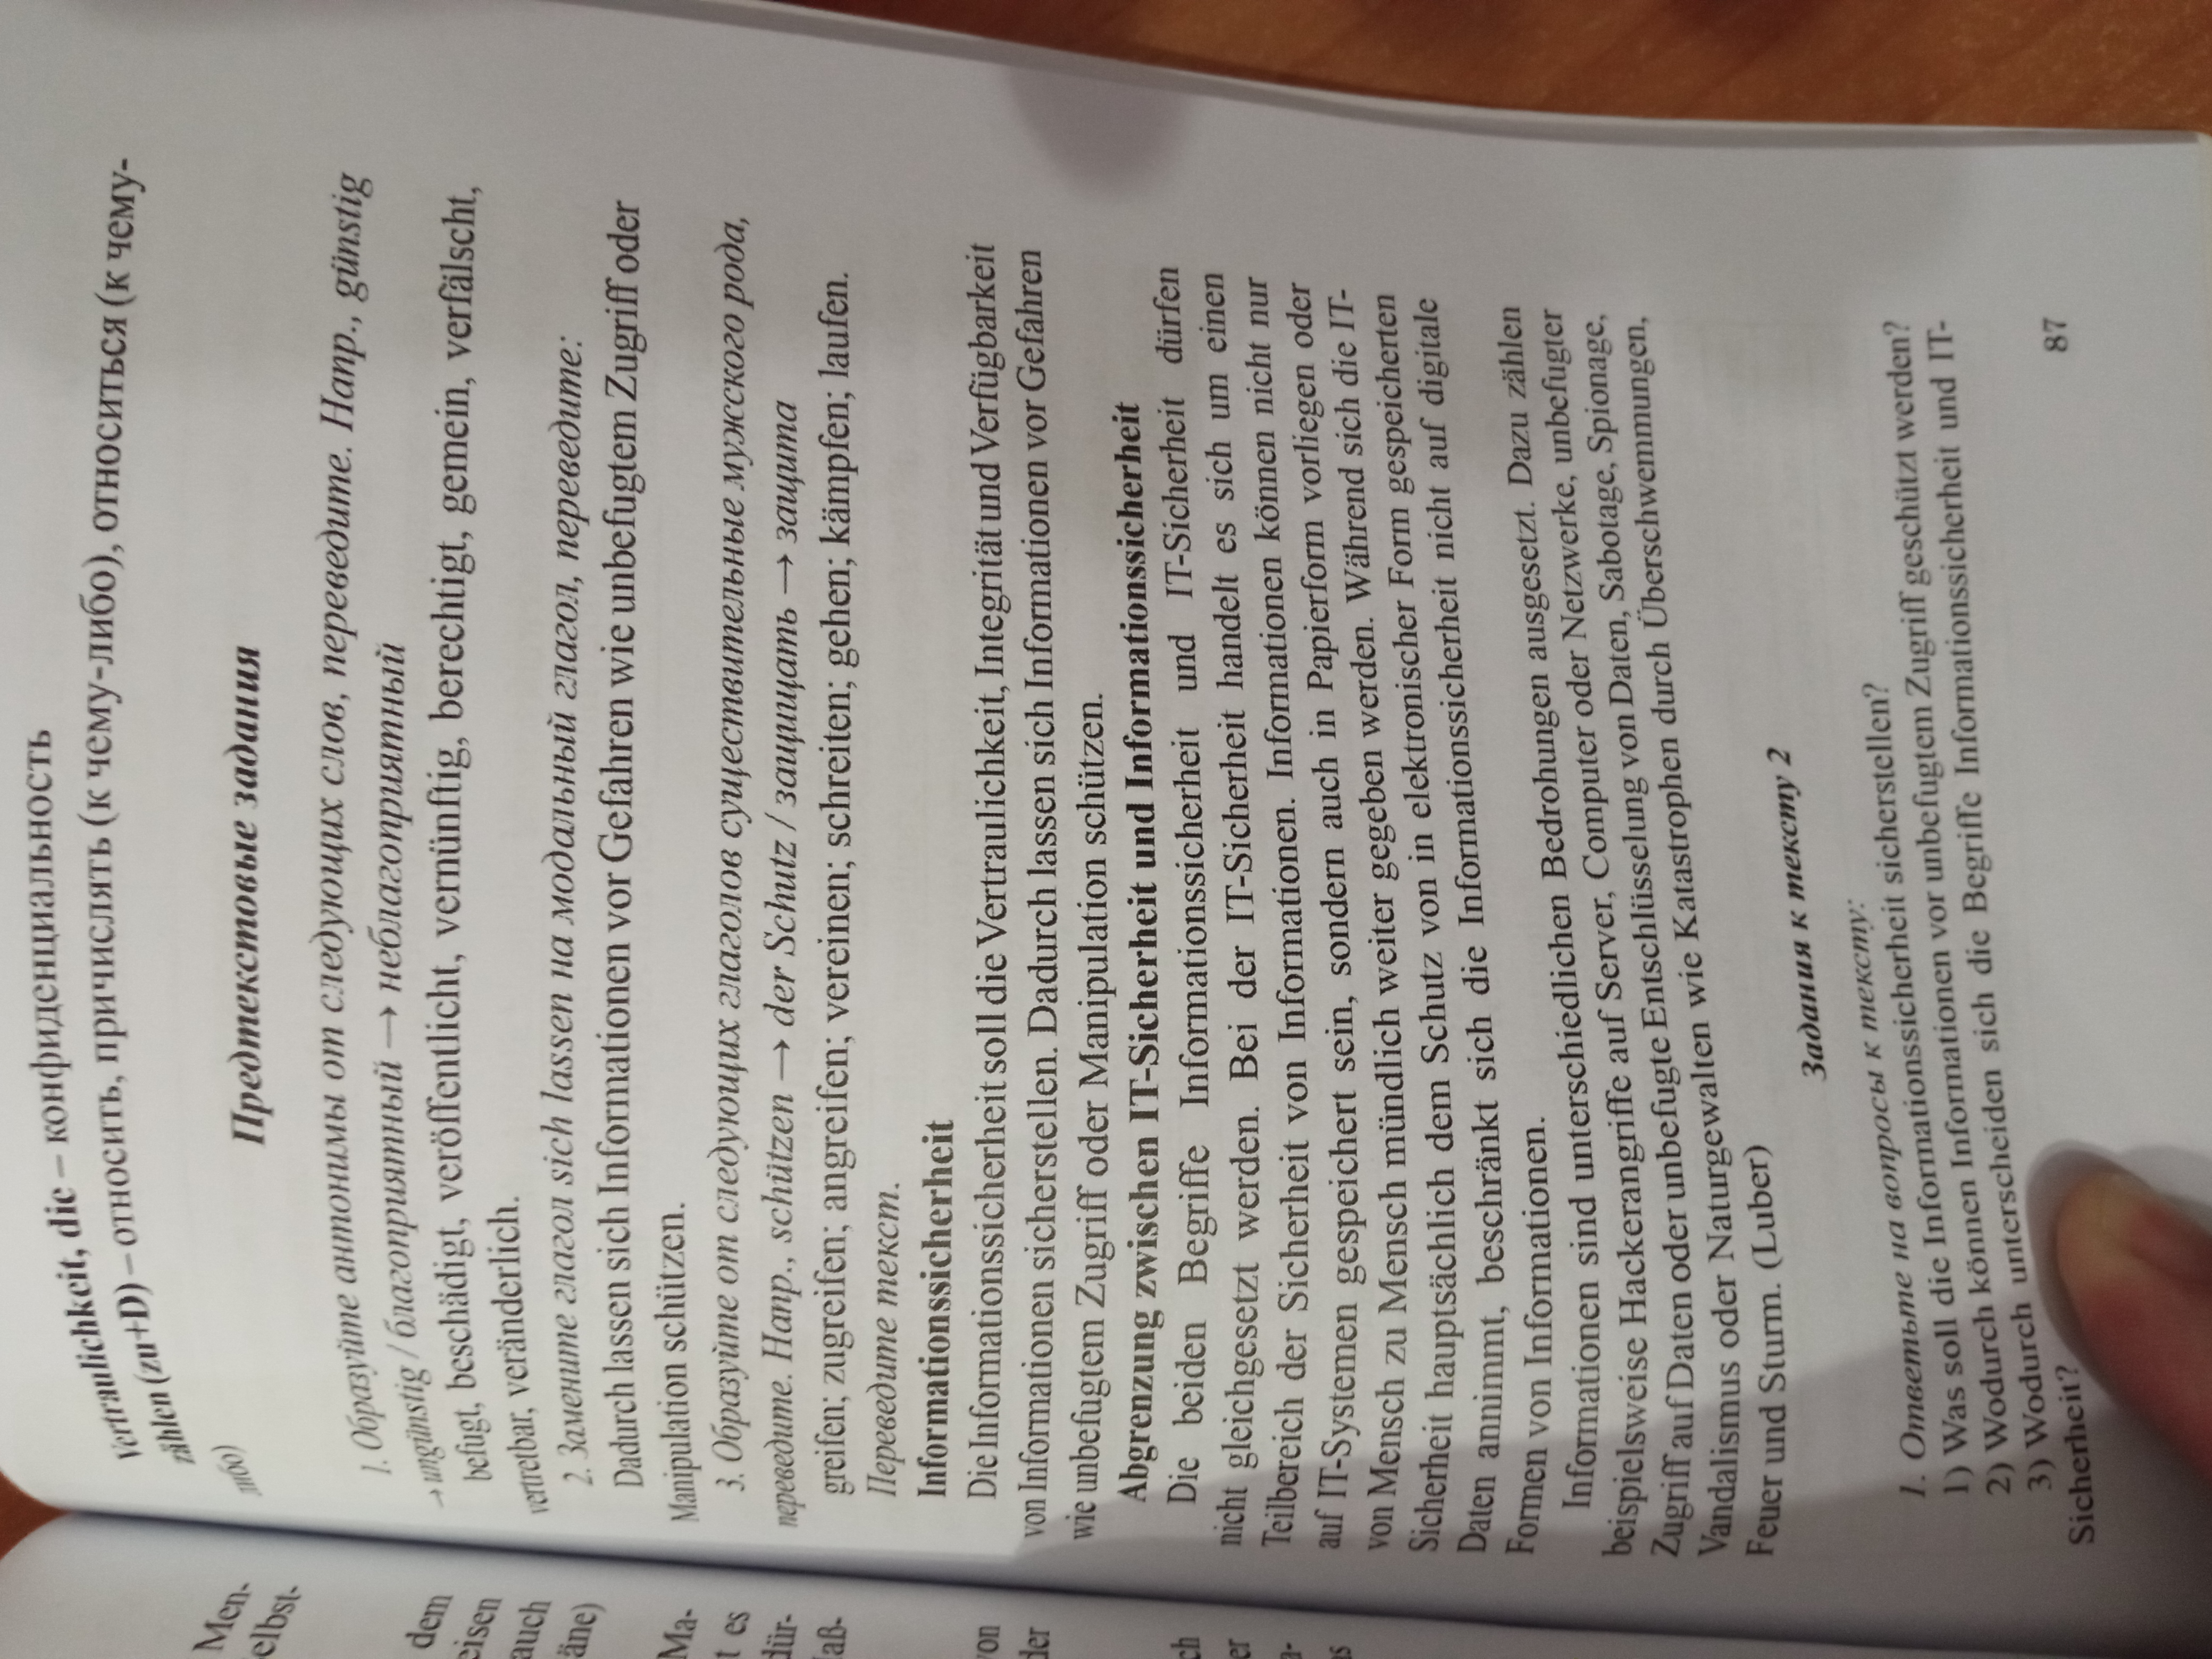 Men-
elbst-
dem
eisen
auch
äne)
Ma-
t es
dür-
aß-
von
der
ch
er
a-
s
Vertraulichkeit, die – конфиденциальность
zählen (zu+D) – относить, причислять (к чему-либо), относиться (к чему-
либо)
Предтекстовые задания
1. Образуйте антонимы от следующих слов, переведите. Напр., günstig
→ ungünstig / благоприятный → неблагоприятный
befugt, beschädigt, veröffentlicht, vernünftig, berechtigt, gemein, verfälscht,
vertretbar, veränderlich.
2. Замените глагол sich lassen на модальный глагол, переведите:
Dadurch lassen sich Informationen vor Gefahren wie unbefugtem Zugriff oder
Manipulation schützen.
3. Образуйте от следующих глаголов существительные мужского рода,
переведите. Напр., schützen → der Schutz / защищать → защита
greifen; zugreifen; angreifen; vereinen; schreiten; gehen; kämpfen; laufen.
Переведите текст.
Informationssicherheit
Die Informationssicherheit soll die Vertraulichkeit, Integrität und Verfügbarkeit
von Informationen sicherstellen. Dadurch lassen sich Informationen vor Gefahren
wie unbefugtem Zugriff oder Manipulation schützen.
Abgrenzung zwischen IT-Sicherheit und Informationssicherheit
Die beiden Begriffe Informationssicherheit und IT-Sicherheit dürfen
nicht gleichgesetzt werden. Bei der IT-Sicherheit handelt es sich um einen
Teilbereich der Sicherheit von Informationen. Informationen können nicht nur
auf IT-Systemen gespeichert sein, sondern auch in Papierform vorliegen oder
von Mensch zu Mensch mündlich weiter gegeben werden. Während sich die IT-
Sicherheit hauptsächlich dem Schutz von in elektronischer Form gespeicherten
Daten annimmt, beschränkt sich die Informationssicherheit nicht auf digitale
Formen von Informationen.
Informationen sind unterschiedlichen Bedrohungen ausgesetzt. Dazu zählen
beispielsweise Hackerangriffe auf Server, Computer oder Netzwerke, unbefugter
Zugriff auf Daten oder unbefugte Entschlüsselung von Daten, Sabotage, Spionage,
Vandalismus oder Naturgewalten wie Katastrophen durch Überschwemmungen,
Feuer und Sturm. (Luber)
Задания к тексту 2
1. Ответьте на вопросы к тексту:
1) Was soll die Informationssicherheit sicherstellen?
2) Wodurch können Informationen vor unbefugtem Zugriff geschützt werden?
3) Wodurch unterscheiden sich die Begriffe Informationssicherheit und IT-
Sicherheit?
87